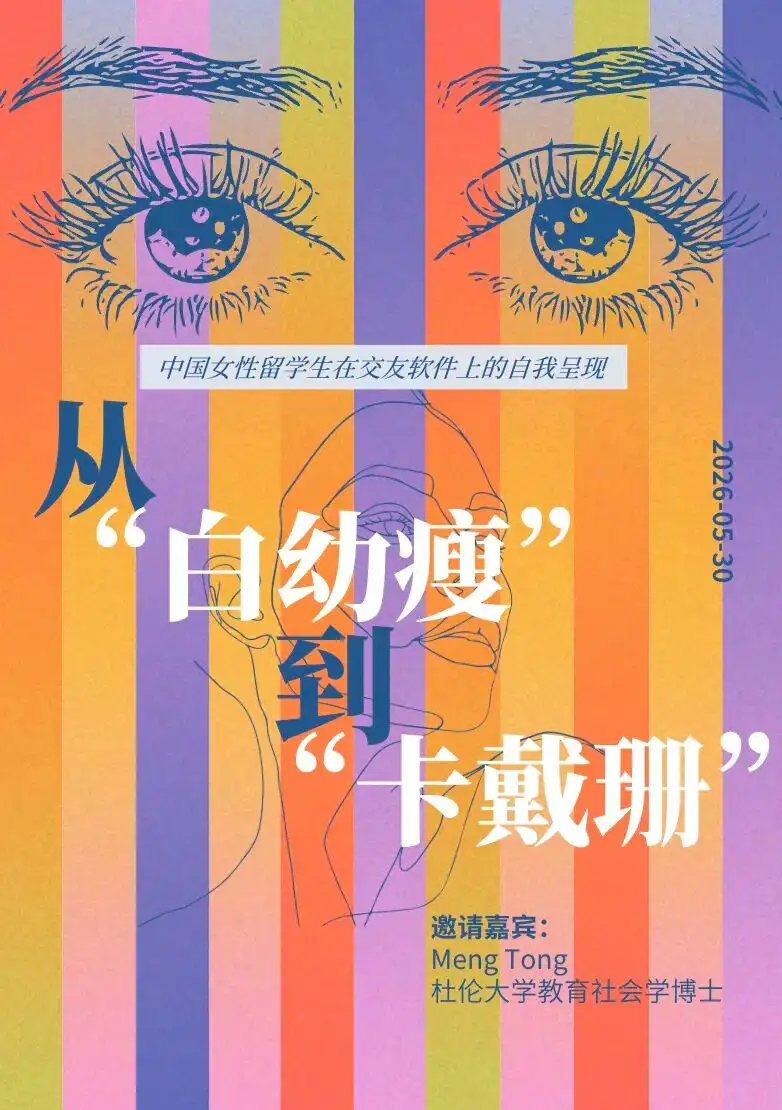 中国女性留学生在交友软件上的自我呈现
从
“白幼瘦”
到
“卡戴珊”
2026-05-30
邀请嘉宾：
Meng Tong
杜伦大学教育社会学博士